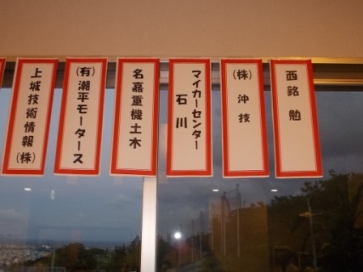 西銘 勉
(株) 沖技
マイカーセンター
石川
名嘉重機土木
(有) 瀬平モータース
上城技術情報(株)